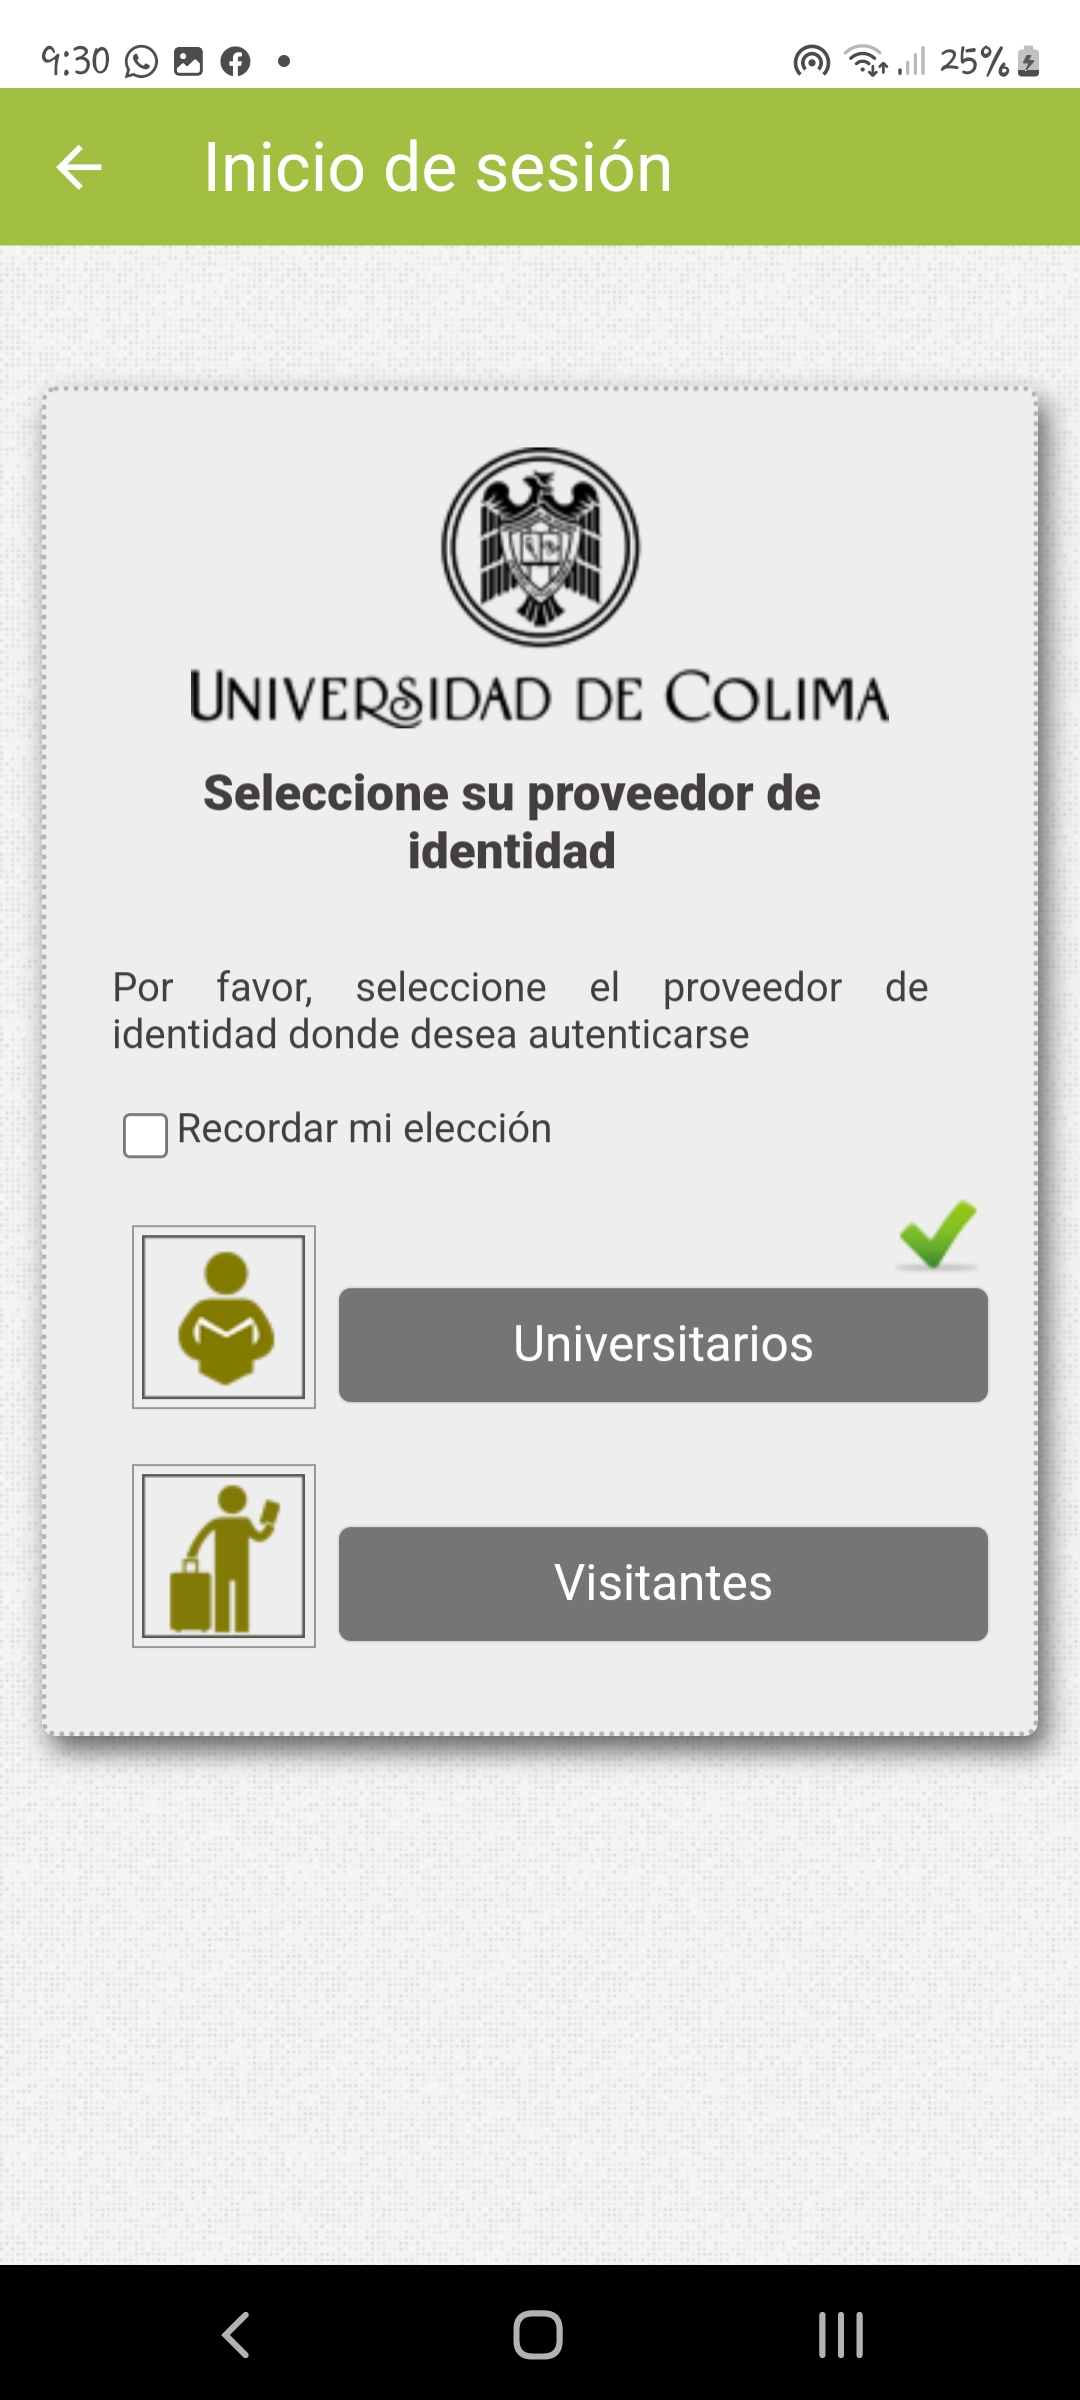 9:30
25%
Inicio de sesión
UNIVERSIDAD DE COLIMA
Seleccione su proveedor de
identidad
Por favor, seleccione el proveedor de
identidad donde desea autenticarse
Recordar mi elección
Universitarios
Visitantes